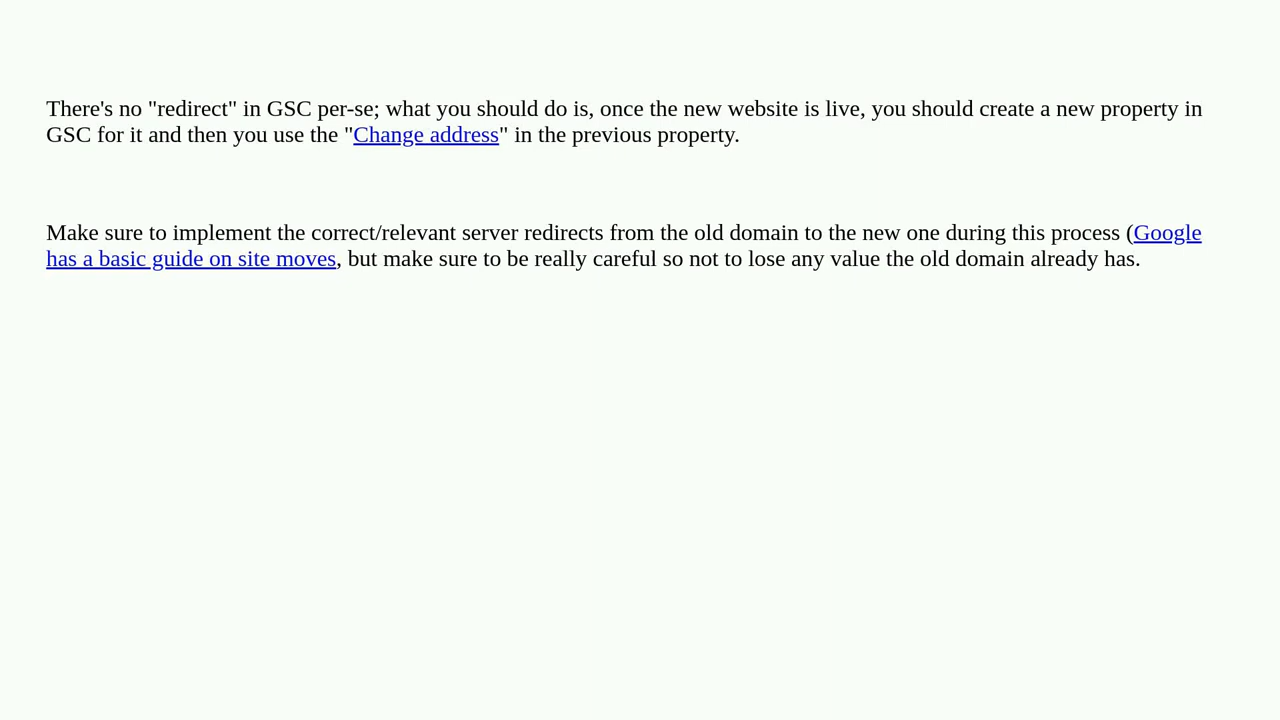 There's no "redirect" in GSC per-se; what you should do is, once the new website is live, you should create a new property in
GSC for it and then you use the "Change address" in the previous property.
Make sure to implement the correct/relevant server redirects from the old domain to the new one during this process (Google
has a basic guide on site moves, but make sure to be really careful so not to lose any value the old domain already has.